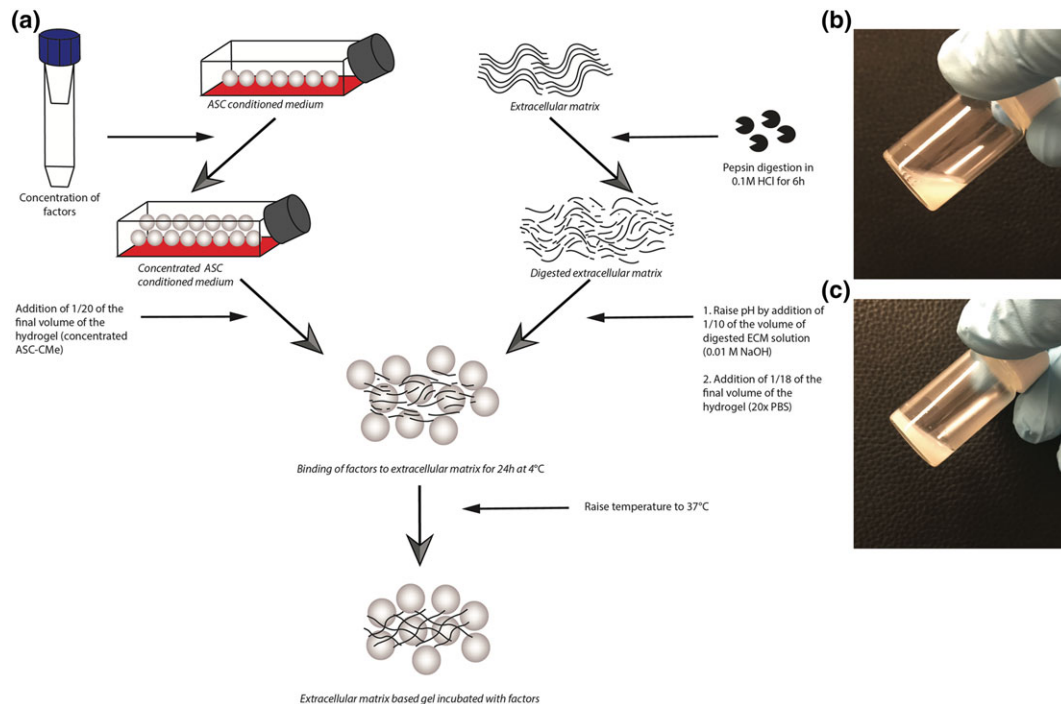 (a)
ASC conditioned medium
Extracellular matrix
Concentration of
factors
Pepsin digestion in
0.1M HCl for 6h
Concentrated ASC
conditioned medium
Digested extracellular matrix
Addition of 1/20 of the
final volume of the
hydrogel (concentrated
ASC-CMe)
1. Raise pH by addition of
1/10 of the volume of
digested ECM solution
(0.01 M NaOH)
2. Addition of 1/18 of the
final volume of the
hydrogel (20x PBS)
Binding of factors to extracellular matrix for 24h at 4°C
Raise temperature to 37°C
Extracellular matrix based gel incubated with factors
(b)
(c)